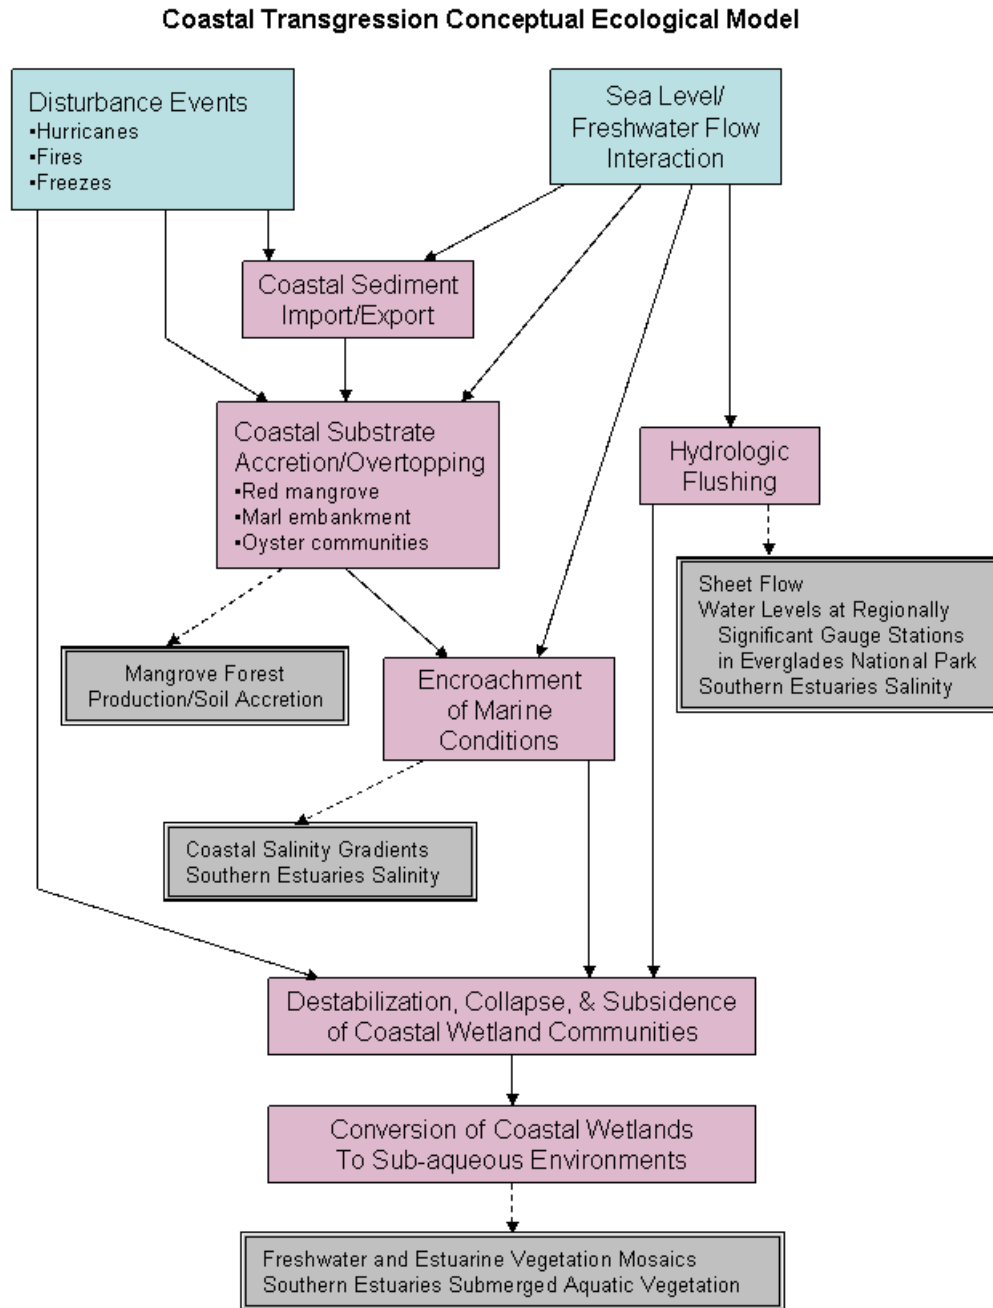 Coastal Transgression Conceptual Ecological Model
Disturbance Events
▪Hurricanes
▪Fires
▪Freezes
Sea Level/
Freshwater Flow
Interaction
Coastal Sediment
Import/Export
Coastal Substrate
Accretion/Overtopping
▪Red mangrove
▪Marl embankment
▪Oyster communities
Hydrologic
Flushing
Sheet Flow
Water Levels at Regionally
Significant Gauge Stations
in Everglades National Park
Southern Estuaries Salinity
Mangrove Forest
Production/Soil Accretion
Encroachment
of Marine
Conditions
Coastal Salinity Gradients
Southern Estuaries Salinity
Destabilization, Collapse, & Subsidence
of Coastal Wetland Communities
Conversion of Coastal Wetlands
To Sub-aqueous Environments
Freshwater and Estuarine Vegetation Mosaics
Southern Estuaries Submerged Aquatic Vegetation